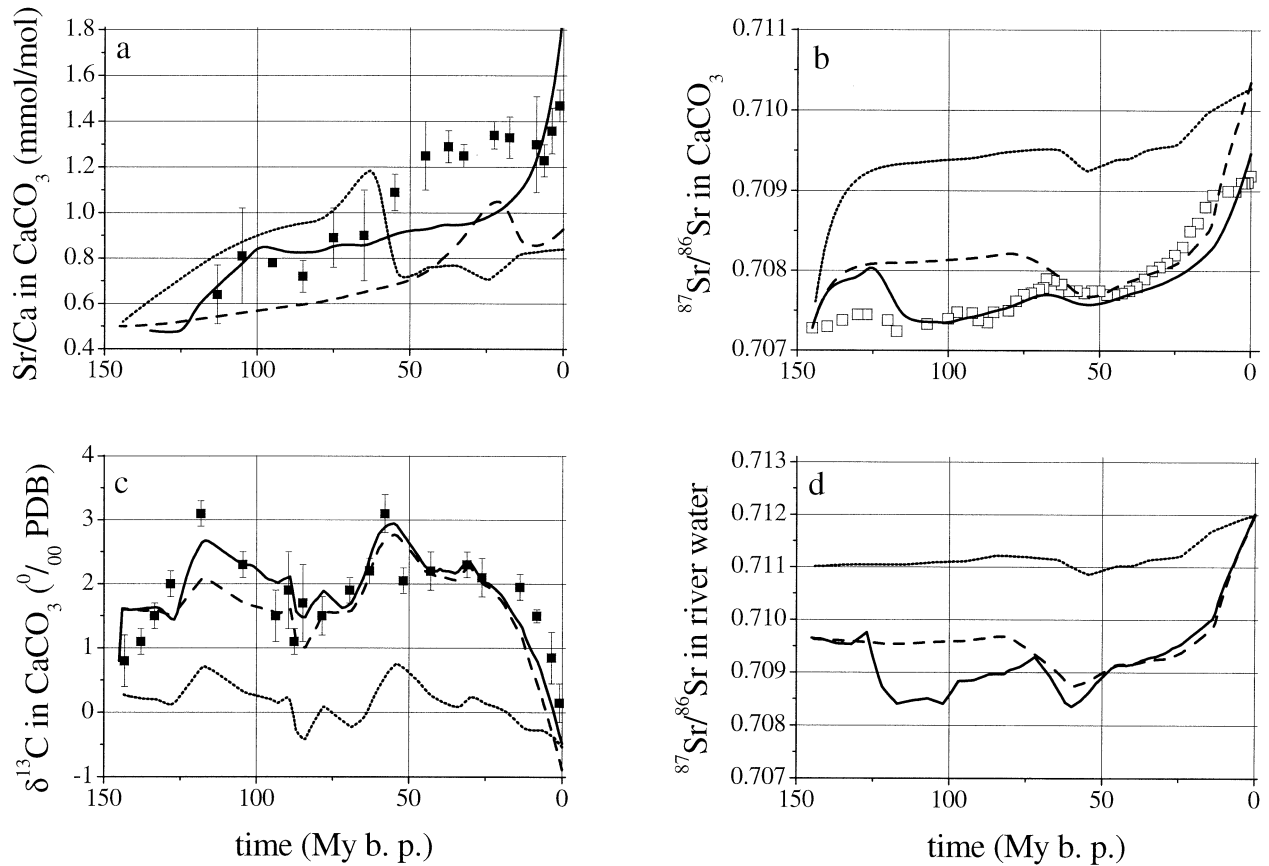 a
Sr/Ca in CaCO3 (mmol/mol)
1.8
1.6
1.4
1.2
1.0
0.8
0.6
0.4
150 100 50 0
b
87Sr/86Sr in CaCO3
0.711
0.710
0.709
0.708
0.707
150 100 50 0
c
δ13C in CaCO3 (0/00 PDB)
4
3
2
1
0
-1
150 100 50 0
time (My b. p.)
d
87Sr/86Sr in river water
0.713
0.712
0.711
0.710
0.709
0.708
0.707
150 100 50 0
time (My b. p.)